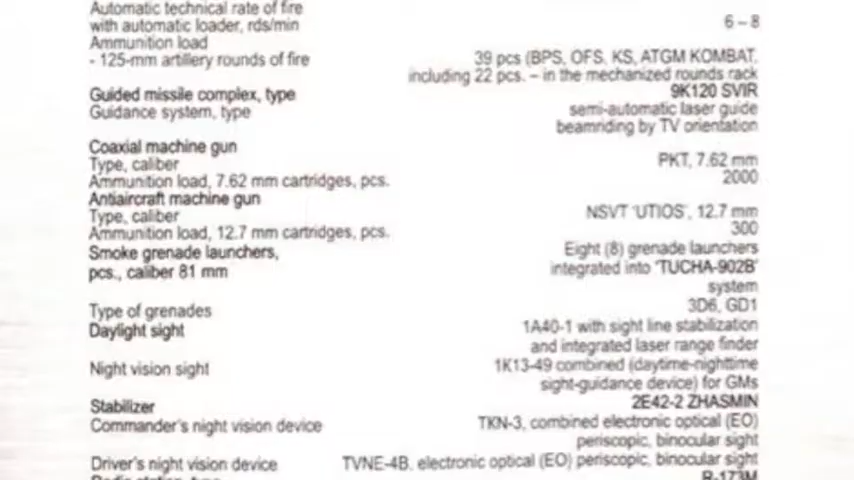 Automatic technical rate of fire
with automatic loader, rds/min 6 – 8
Ammunition load
- 125-mm artillery rounds of fire 39 pcs (BPS, OFS, KS, ATGM KOMBAT,
including 22 pcs. – in the mechanized rounds rack
Guided missile complex, type 9K120 SVIR
Guidance system, type semi-automatic laser guide
beamriding by TV orientation
Coaxial machine gun
Type, caliber PKT, 7.62 mm
Ammunition load, 7.62 mm cartridges, pcs. 2000
Antiaircraft machine gun
Type, caliber NSVT 'UTIOS', 12.7 mm
Ammunition load, 12.7 mm cartridges, pcs. 300
Smoke grenade launchers, Eight (8) grenade launchers
pcs., caliber 81 mm integrated into 'TUCHA-902B'
system
Type of grenades 3D6, GD1
Daylight sight 1A40-1 with sight line stabilization
and integrated laser range finder
Night vision sight 1K13-49 combined (daytime-nighttime
sight-guidance device) for GMs
Stabilizer 2E42-2 ZHASMIN
Commander's night vision device TKN-3, combined electronic optical (EO)
periscopic, binocular sight
Driver's night vision device TVNE-4B, electronic optical (EO) periscopic, binocular sight
Radio station, type R-173M